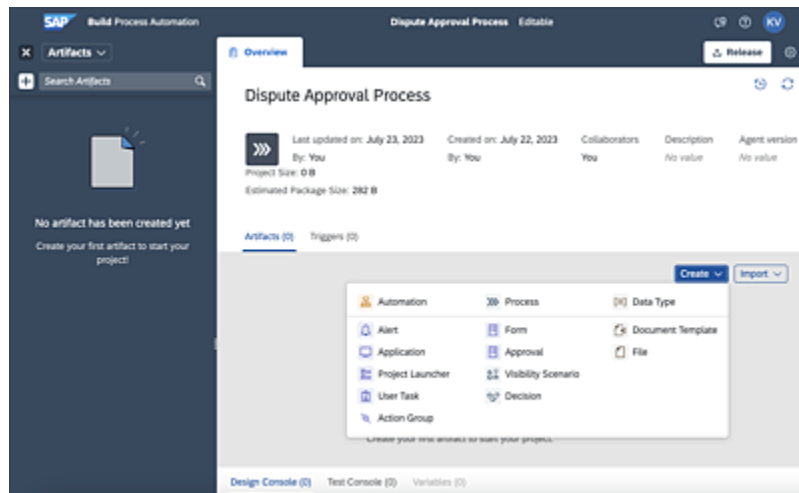 SAP Build Process Automation Dispute Approval Process Editable KV
Artifacts Overview Release
Search Artifacts
Dispute Approval Process
Last updated on: July 23, 2023 Created on: July 22, 2023 Collaborators Description Agent version
By: You By: You You No value No value
Project Size: 0 B
Estimated Package Size: 282 B
No artifact has been created yet
Create your first artifact to start your
project!
Artifacts (0) Triggers (0)
Create Import
Automation Process Data Type
Alert Form Document Template
Application Approval File
Project Launcher Visibility Scenario
User Task Decision
Action Group
Create your first artifact to start your project.
Design Console (0) Test Console (0) Variables (0)